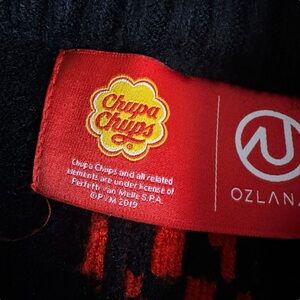 Chupa
Chups
Chupa Chups and all related
elements are under license of
Perfetti Van Melle S.P.A.
©PVM 2019
OZLANA